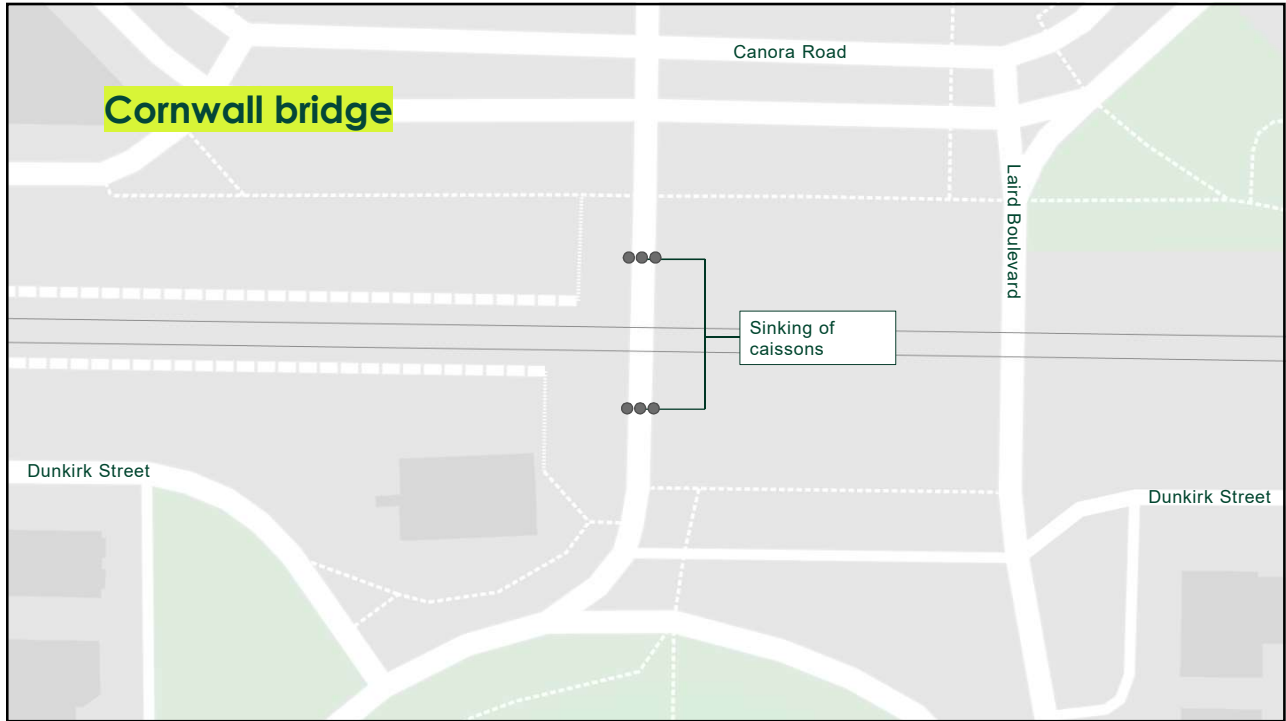 Canora Road
Cornwall bridge
Laird Boulevard
Sinking of
caissons
Dunkirk Street
Dunkirk Street